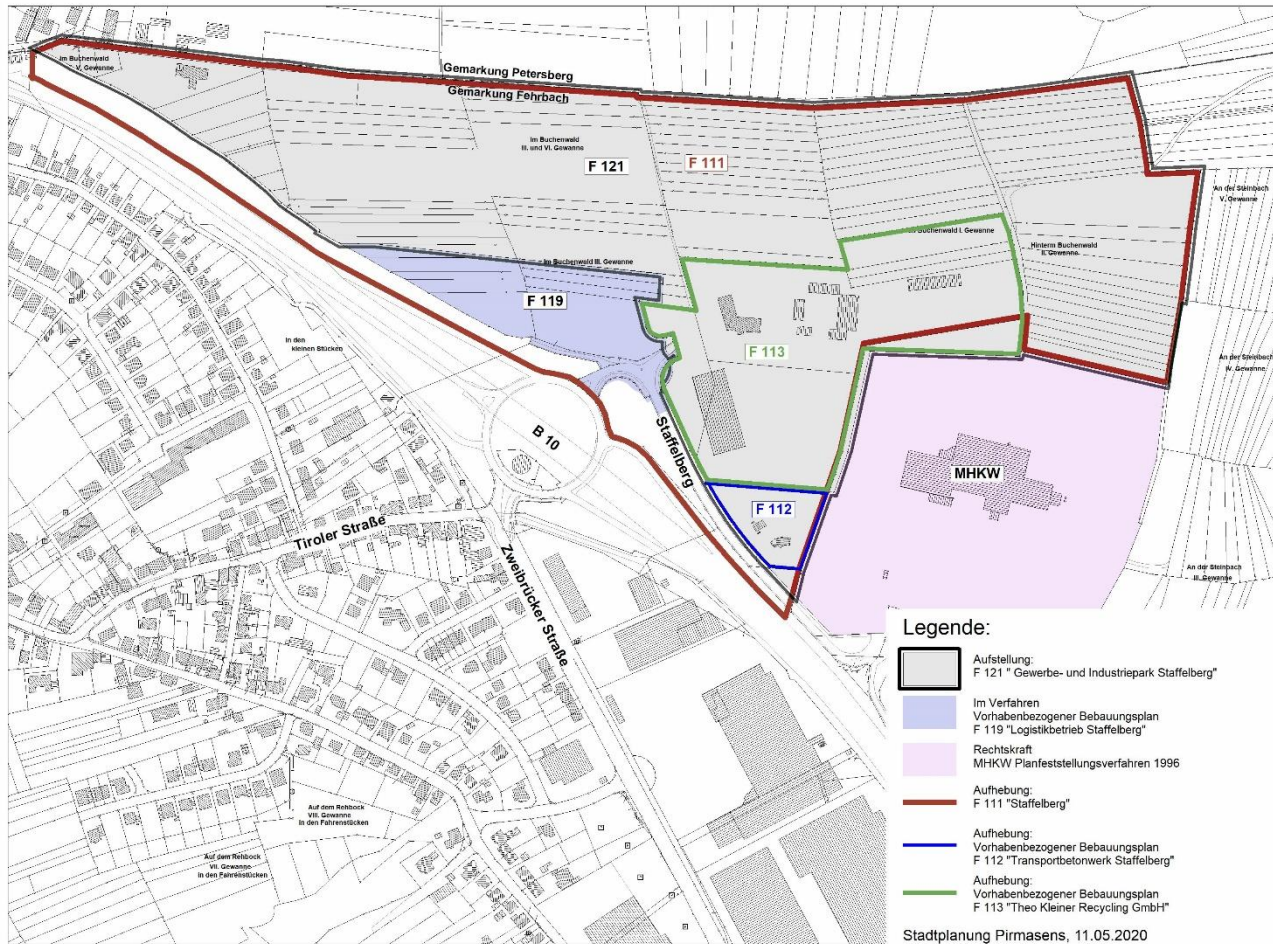 Im Buchenwald
V. Gewanne
Gemarkung Petersberg
Gemarkung Fehrbach
Im Buchenwald
III. und VI. Gewanne
F 121
F 111
An der Steinbach
V. Gewanne
Buchenwald I. Gewanne
Hinterm Buchenwald
II. Gewanne
Im Buchenwald III. Gewanne
F 119
In den
kleinen Stücken
F 113
An der Steinbach
IV. Gewanne
B 10
Staffelberg
MHKW
F 112
Tiroler Straße
Zweibrücker Straße
An der Steinbach
III. Gewanne
Auf dem Rehbock
VIII. Gewanne
In den Fahrenstücken
Auf dem Rehbock
VII. Gewanne
in den Fahrenstücken
Legende:
Aufstellung:
F 121 " Gewerbe- und Industriepark Staffelberg"
Im Verfahren
Vorhabenbezogener Bebauungsplan
F 119 "Logistikbetrieb Staffelberg"
Rechtskraft
MHKW Planfeststellungsverfahren 1996
Aufhebung:
F 111 "Staffelberg"
Aufhebung:
Vorhabenbezogener Bebauungsplan
F 112 "Transportbetonwerk Staffelberg"
Aufhebung:
Vorhabenbezogener Bebauungsplan
F 113 "Theo Kleiner Recycling GmbH"
Stadtplanung Pirmasens, 11.05.2020